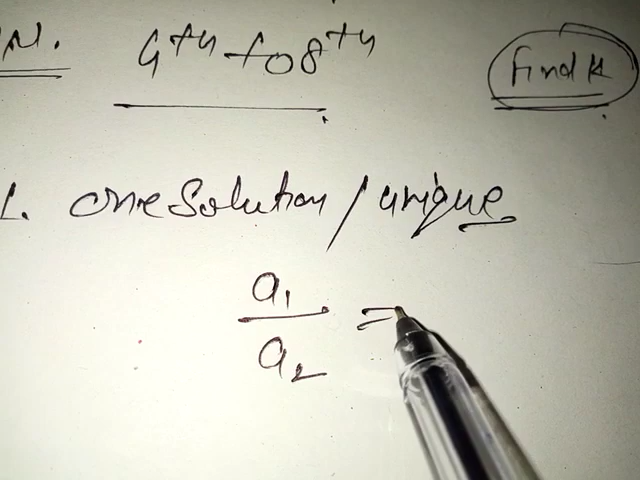 N. 4th to 8th Find K
1. one solution / unique
a1
a2 =